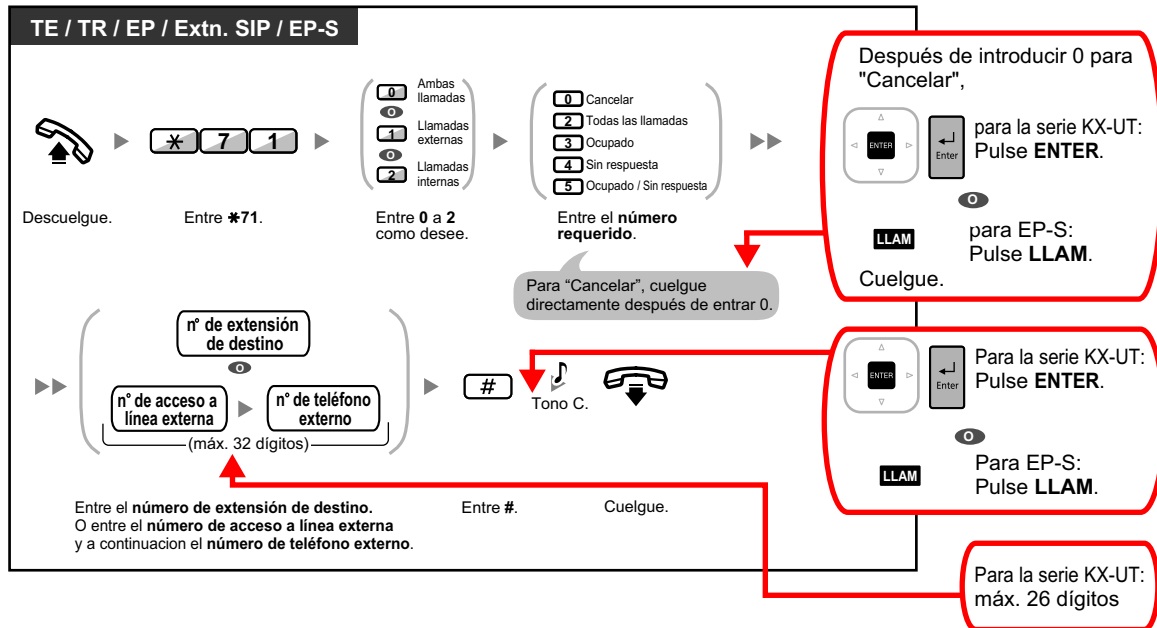 TE / TR / EP / Extn. SIP / EP-S
Descuelgue.
7 1
Entre ✱71.
0 Ambas
llamadas
O
1 Llamadas
externas
O
2 Llamadas
internas
Entre 0 a 2
como desee.
0 Cancelar
2 Todas las llamadas
3 Ocupado
4 Sin respuesta
5 Ocupado / Sin respuesta
Entre el número
requerido.
Para “Cancelar”, cuelgue
directamente después de entrar 0.
Después de introducir 0 para
"Cancelar",
ENTER
Enter
para la serie KX-UT:
Pulse ENTER.
O
LLAM
para EP-S:
Pulse LLAM.
Cuelgue.
n° de extensión
de destino
O
n° de acceso a
línea externa
n° de teléfono
externo
(máx. 32 dígitos)
Entre el número de extensión de destino.
O entre el número de acceso a línea externa
y a continuacion el número de teléfono externo.
#
Entre #.
Tono C.
Cuelgue.
ENTER
Enter
Para la serie KX-UT:
Pulse ENTER.
O
LLAM
Para EP-S:
Pulse LLAM.
Para la serie KX-UT:
máx. 26 dígitos